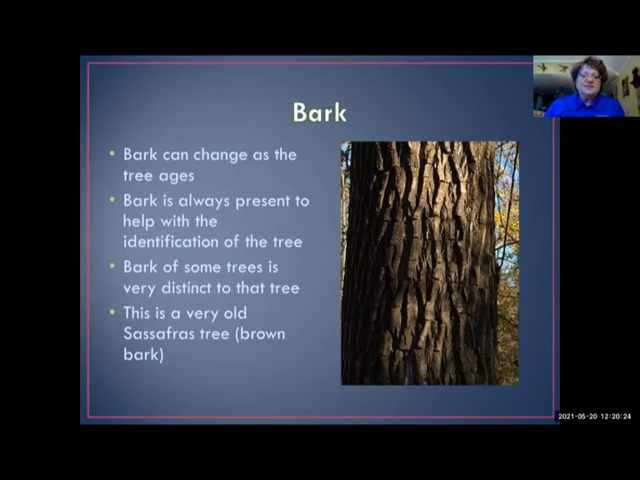 Bark
• Bark can change as the
tree ages
• Bark is always present to
help with the
identification of the tree
• Bark of some trees is
very distinct to that tree
• This is a very old
Sassafras tree (brown
bark)
2021-05-20 12:20:24